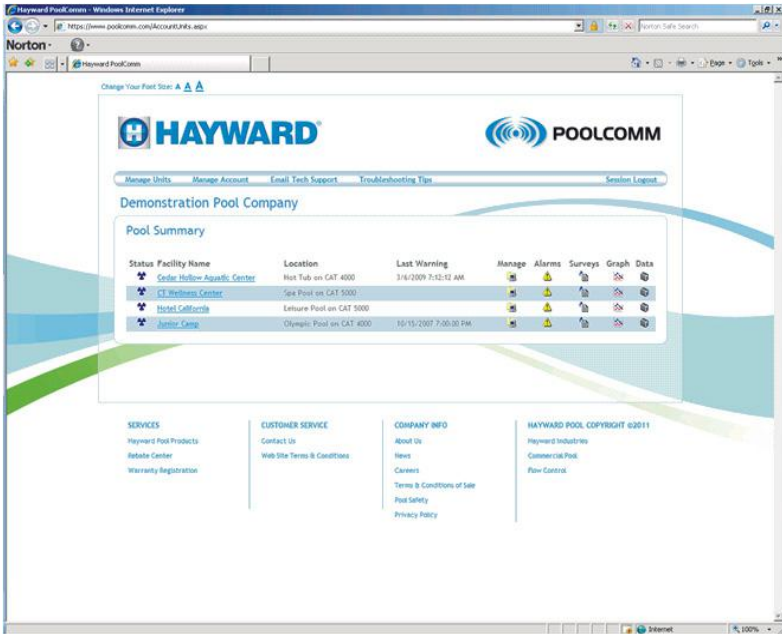 Hayward PoolComm - Windows Internet Explorer
https://www.poolcomm.com/AccountUnits.aspx
Norton Safe Search
Norton
Hayward PoolComm
Page Tools
Change Your Font Size: A A A
HAYWARD
POOLCOMM
Manage Units Manage Account Email Tech Support Troubleshooting Tips Session Logout
Demonstration Pool Company
Pool Summary
Status Facility Name Location Last Warning Manage Alarms Surveys Graph Data
Cedar Hollow Aquatic Center Hot Tub on CAT 4000 3/6/2009 7:12:12 AM
CT Wellness Center Spa Pool on CAT 5000
Hotel California Leisure Pool on CAT 5000
Junior Camp Olympic Pool on CAT 4000 10/15/2007 7:00:00 PM
SERVICES CUSTOMER SERVICE COMPANY INFO HAYWARD POOL COPYRIGHT ©2011
Hayward Pool Products Contact Us About Us Hayward Industries
Rebate Center Web Site Terms & Conditions News Commercial Pool
Warranty Registration Careers Flow Control
Terms & Conditions of Sale
Pool Safety
Privacy Policy
Internet 100%